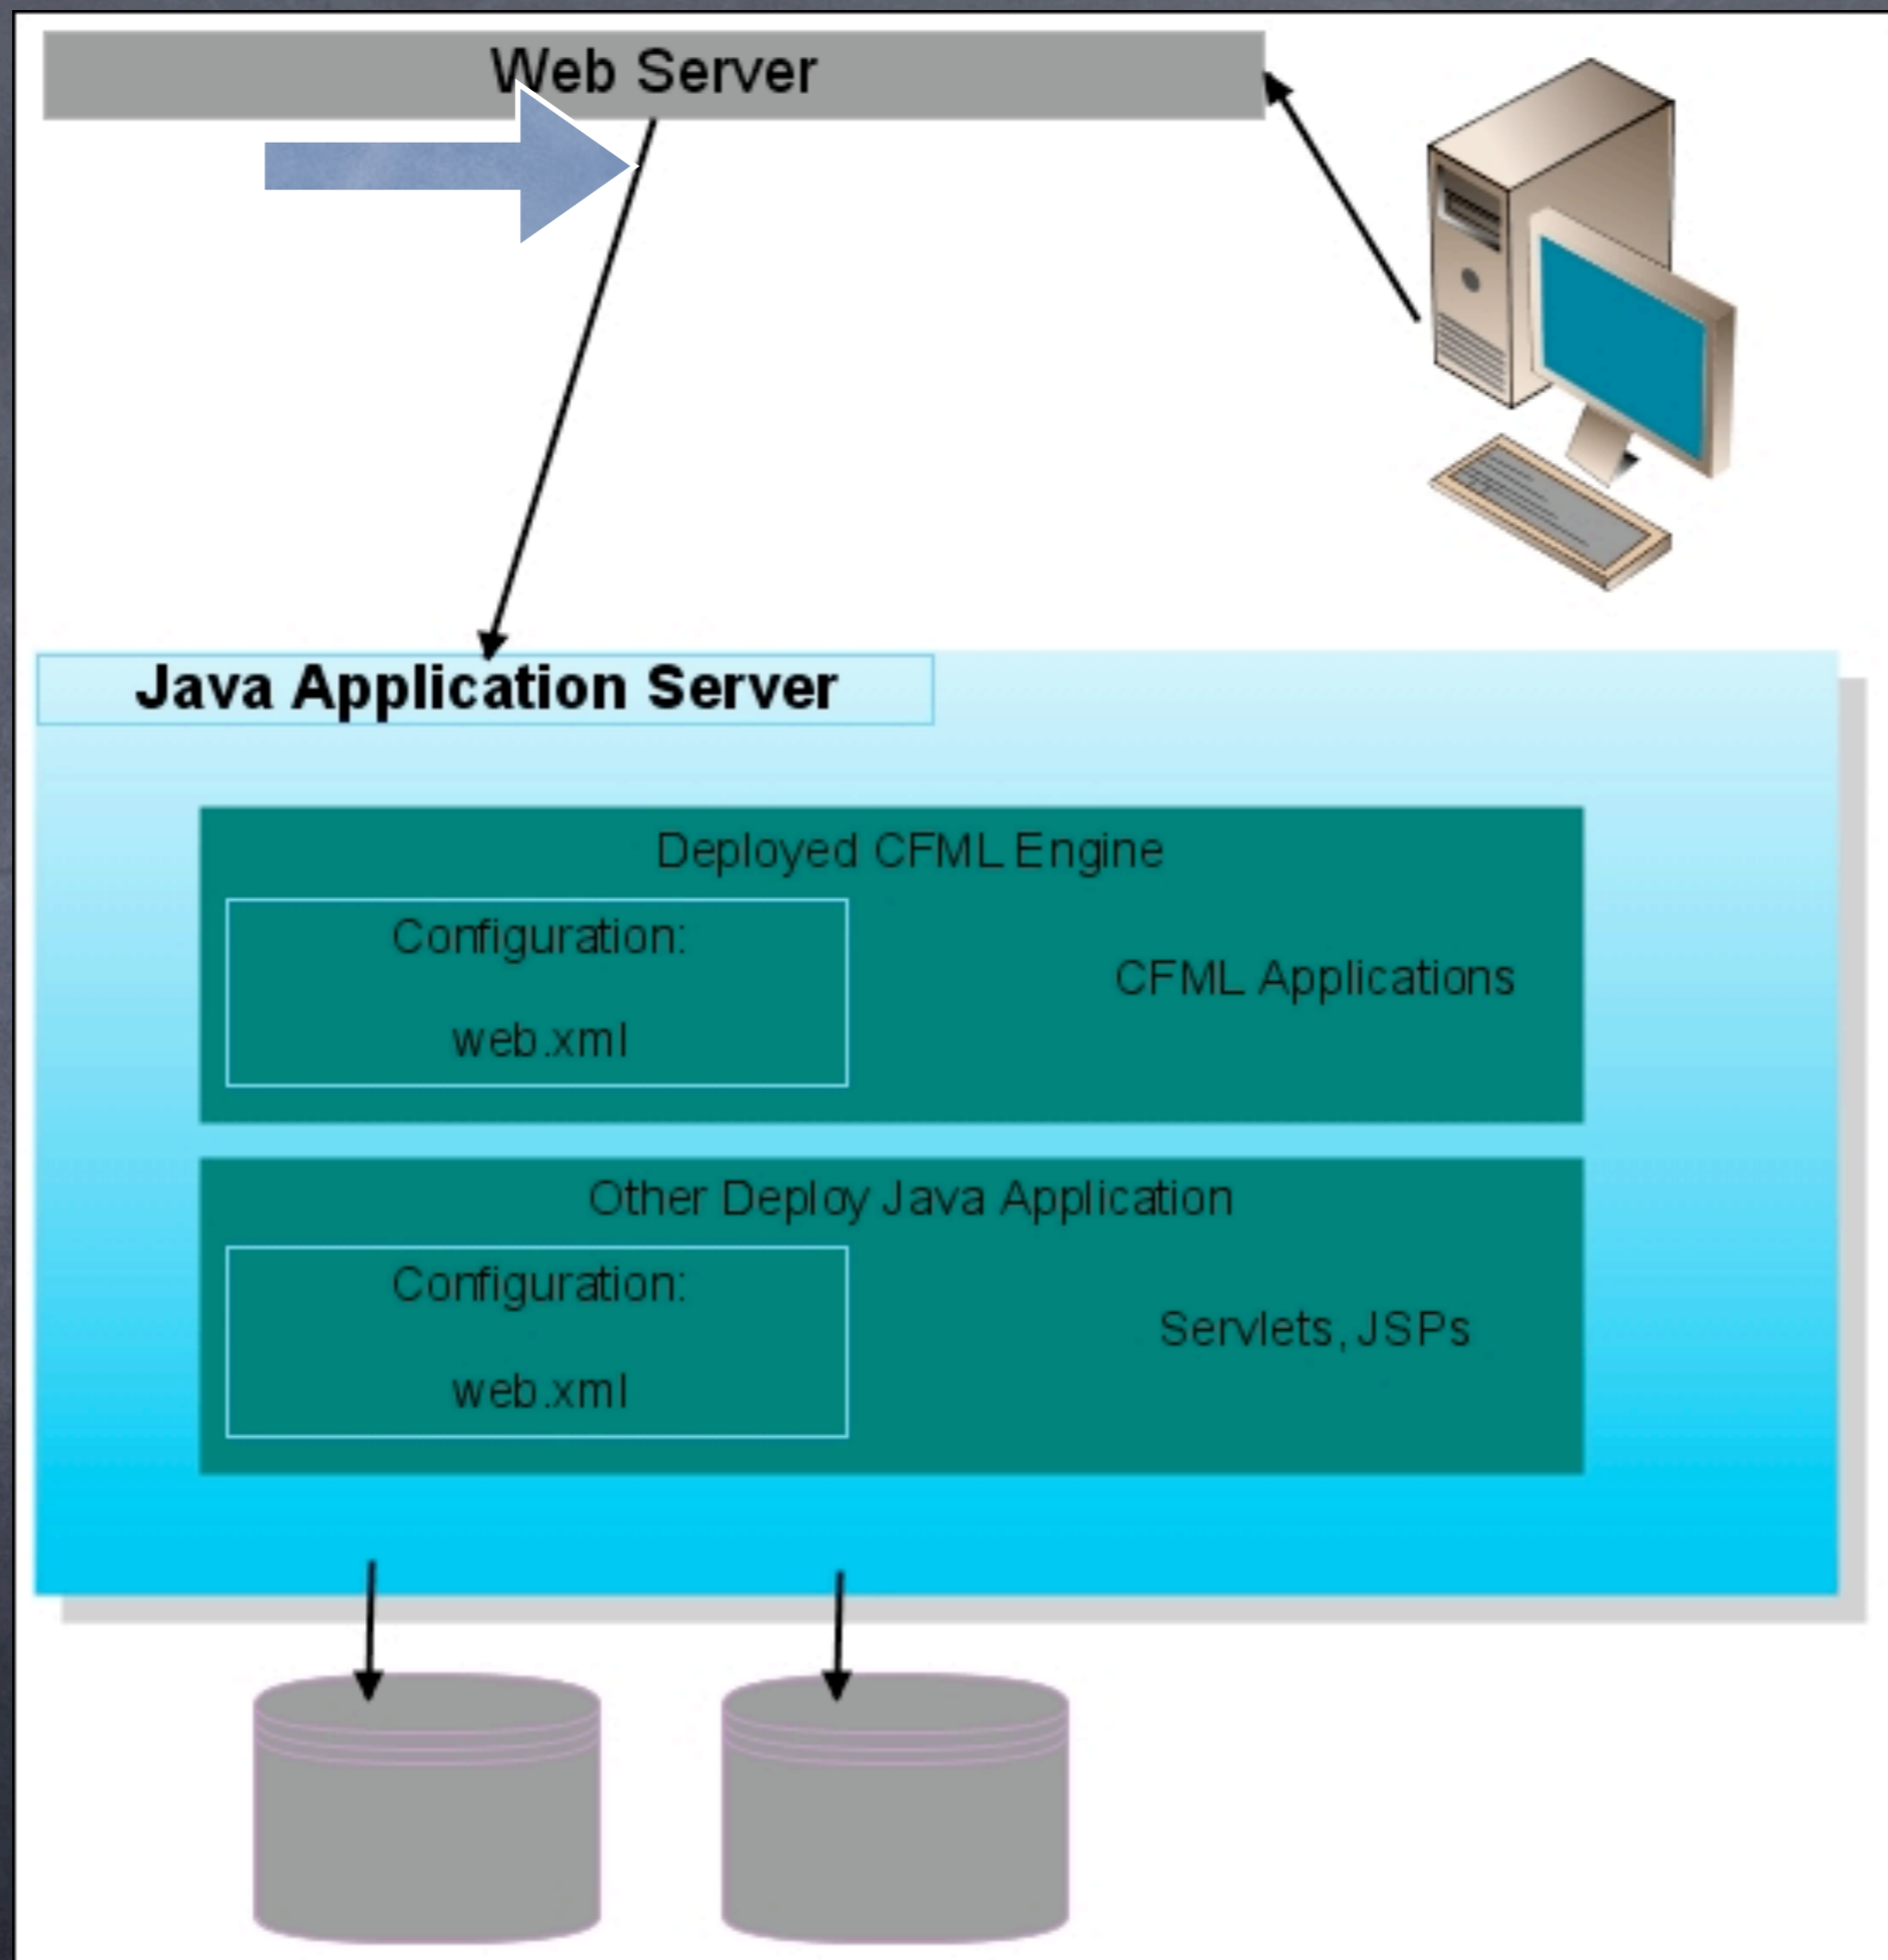 Web Server
Java Application Server
Deployed CFML Engine
Configuration:
web.xml
CFML Applications
Other Deploy Java Application
Configuration:
web.xml
Servlets, JSPs